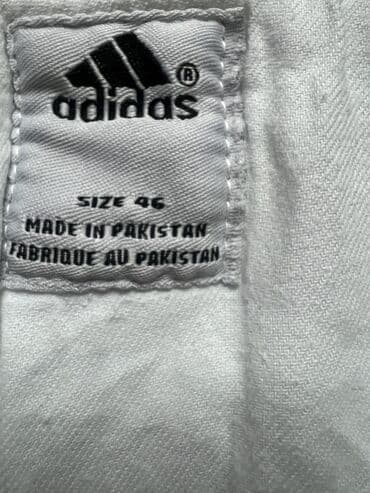 adidas®
SIZE 46
MADE IN PAKISTAN
FABRIQUE AU PAKISTAN